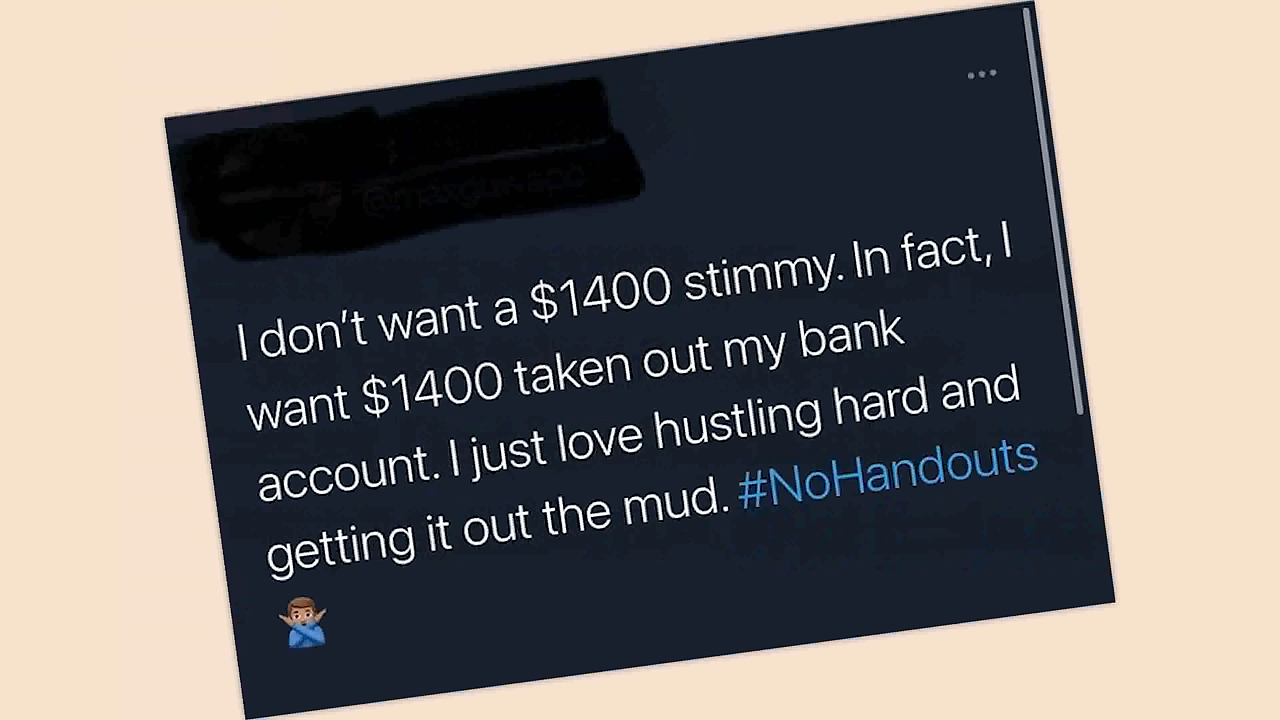 I don’t want a $1400 stimmy. In fact, I
want $1400 taken out my bank
account. I just love hustling hard and
getting it out the mud. #NoHandouts